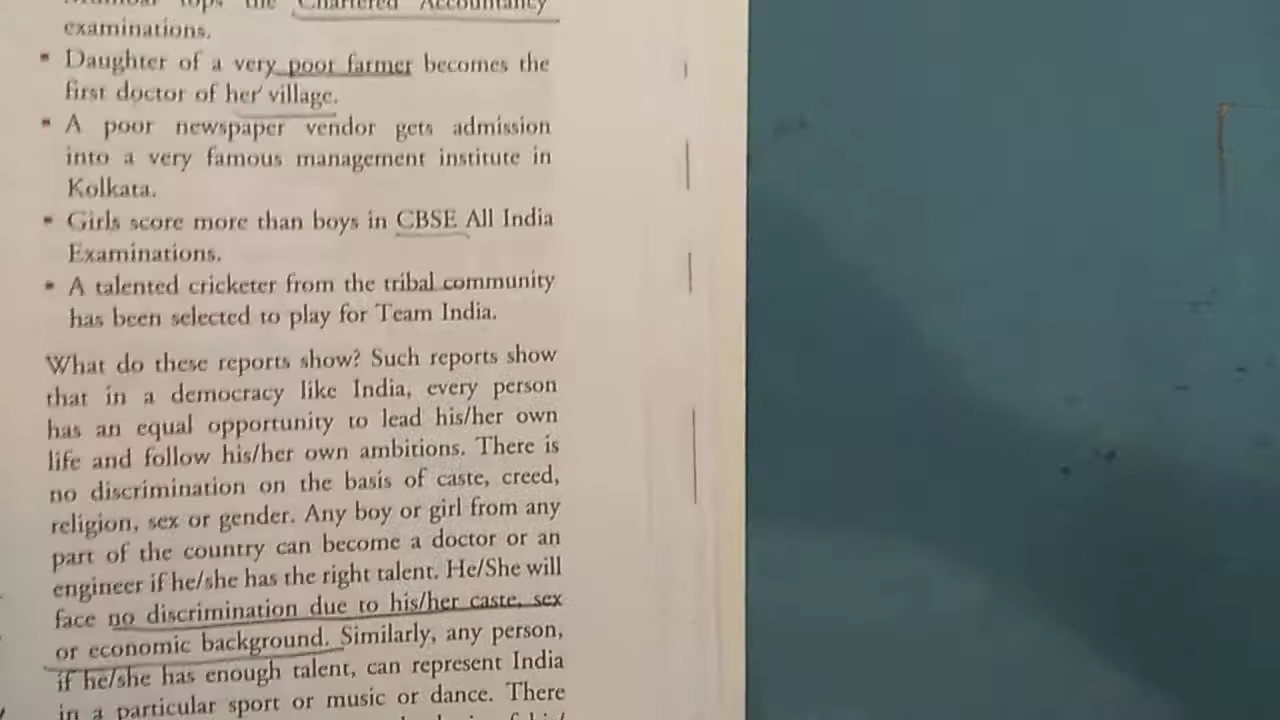 tops the Chartered Accountancy
examinations.
Daughter of a very poor farmer becomes the
first doctor of her village.
A poor newspaper vendor gets admission
into a very famous management institute in
Kolkata.
Girls score more than boys in CBSE All India
Examinations.
A talented cricketer from the tribal community
has been selected to play for Team India.
What do these reports show? Such reports show
that in a democracy like India, every person
has an equal opportunity to lead his/her own
life and follow his/her own ambitions. There is
no discrimination on the basis of caste, creed,
religion, sex or gender. Any boy or girl from any
part of the country can become a doctor or an
engineer if he/she has the right talent. He/She will
face no discrimination due to his/her caste, sex
or economic background. Similarly, any person,
if he/she has enough talent, can represent India
in a particular sport or music or dance. There